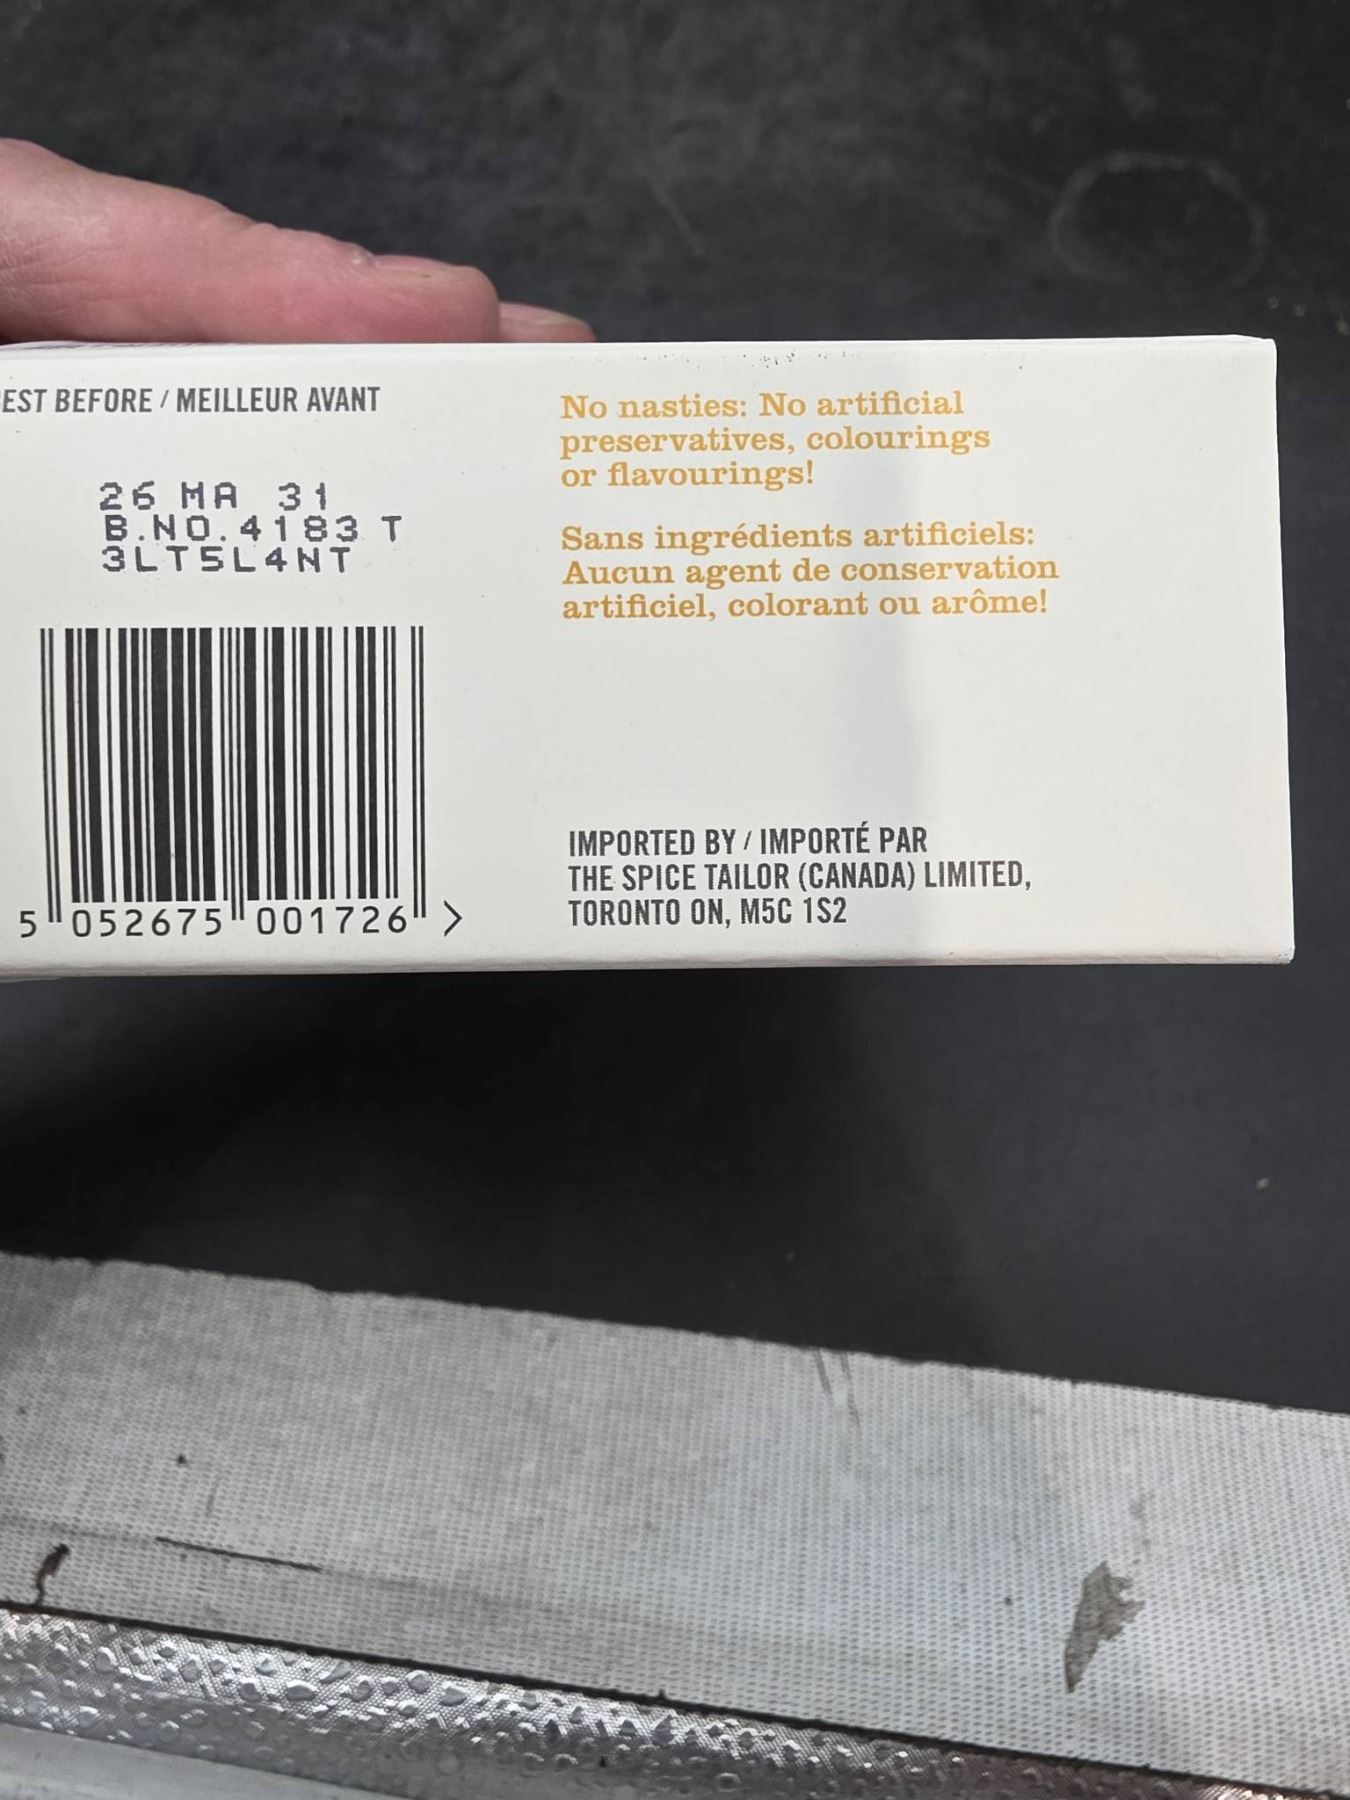 EST BEFORE / MEILLEUR AVANT
26 MA 31
B.NO.4183 T
3LT5L4NT
5 052675 001726 >
No nasties: No artificial
preservatives, colourings
or flavourings!
Sans ingrédients artificiels:
Aucun agent de conservation
artificiel, colorant ou arôme!
IMPORTED BY / IMPORTÉ PAR
THE SPICE TAILOR (CANADA) LIMITED,
TORONTO ON, M5C 1S2